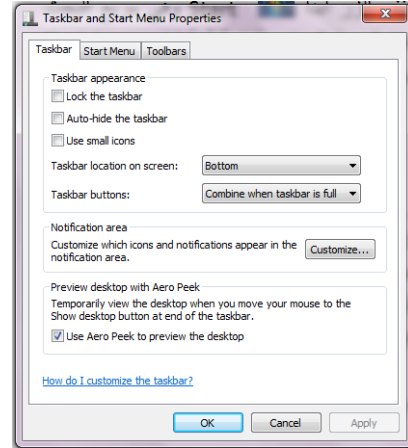 Taskbar and Start Menu Properties
Taskbar
Start Menu
Toolbars
Taskbar appearance
Lock the taskbar
Auto-hide the taskbar
Use small icons
Taskbar location on screen:
Bottom
Taskbar buttons:
Combine when taskbar is full
Notification area
Customize which icons and notifications appear in the
notification area.
Customize...
Preview desktop with Aero Peek
Temporarily view the desktop when you move your mouse to the
Show desktop button at end of the taskbar.
Use Aero Peek to preview the desktop
How do I customize the taskbar?
OK
Cancel
Apply